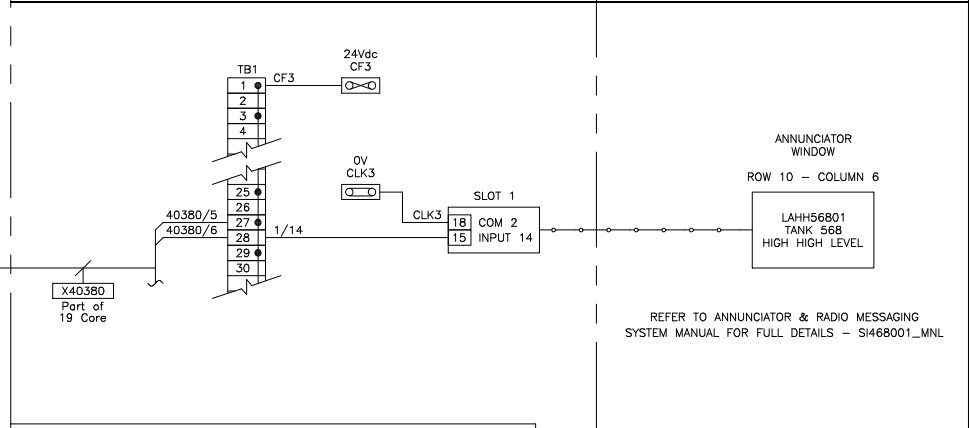 24Vdc
CF3
TB1
1
CF3
2
3
4
0V
CLK3
25
26
40380/5
27
40380/6
28
1/14
29
30
SLOT 1
CLK3
18 COM 2
15 INPUT 14
X40380
Part of
19 Core
ANNUNCIATOR
WINDOW
ROW 10 – COLUMN 6
LAHH56801
TANK 568
HIGH HIGH LEVEL
REFER TO ANNUNCIATOR & RADIO MESSAGING
SYSTEM MANUAL FOR FULL DETAILS – SI468001_MNL